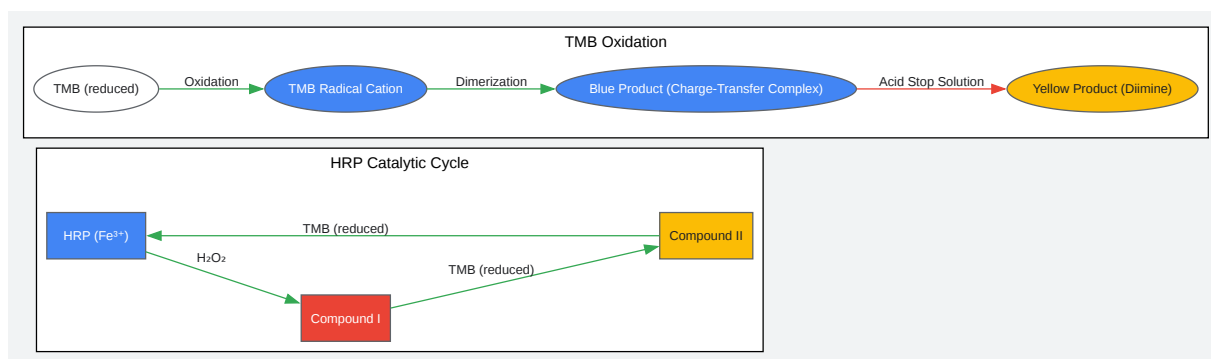 TMB Oxidation
TMB (reduced)
Oxidation
TMB Radical Cation
Dimerization
Blue Product (Charge-Transfer Complex)
Acid Stop Solution
Yellow Product (Diimine)
HRP Catalytic Cycle
HRP (Fe³⁺)
TMB (reduced)
Compound II
H₂O₂
TMB (reduced)
Compound I